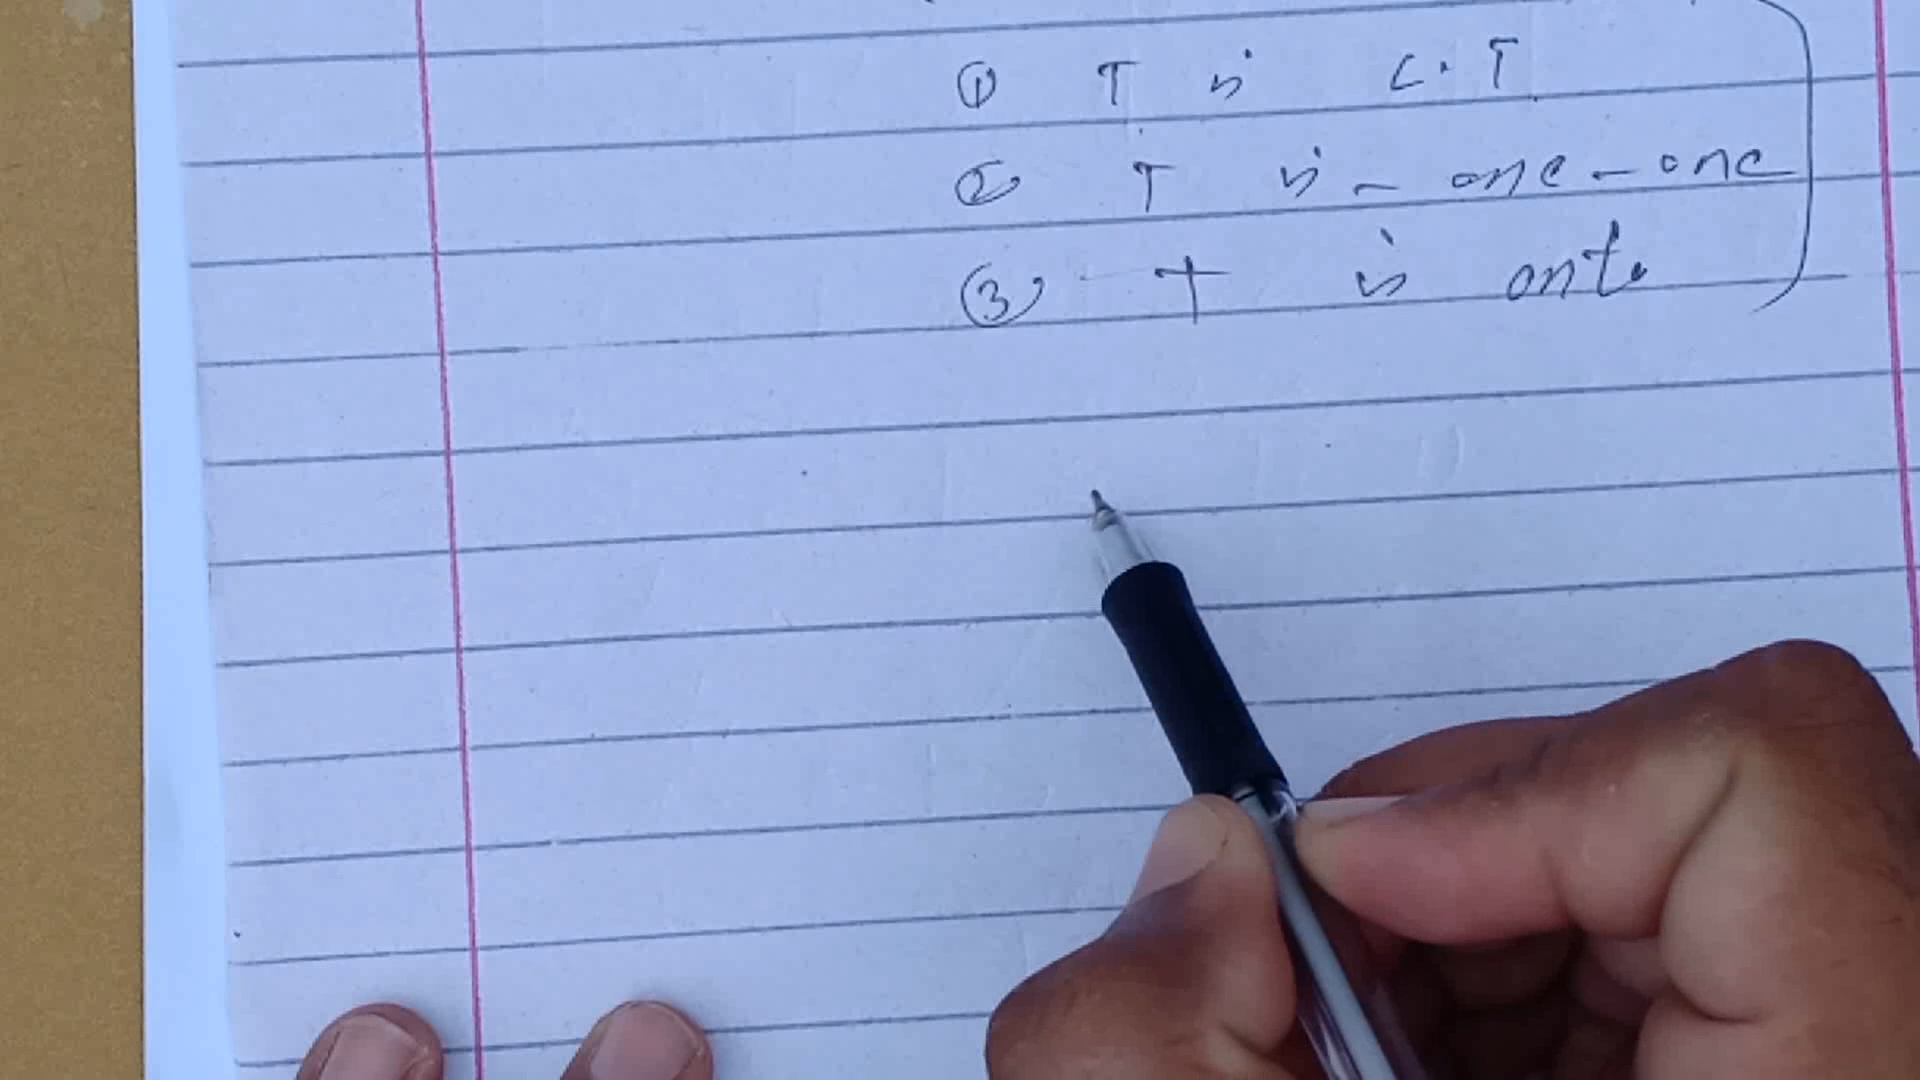 ① T is L.T
② T is - one-one
③ T is onto